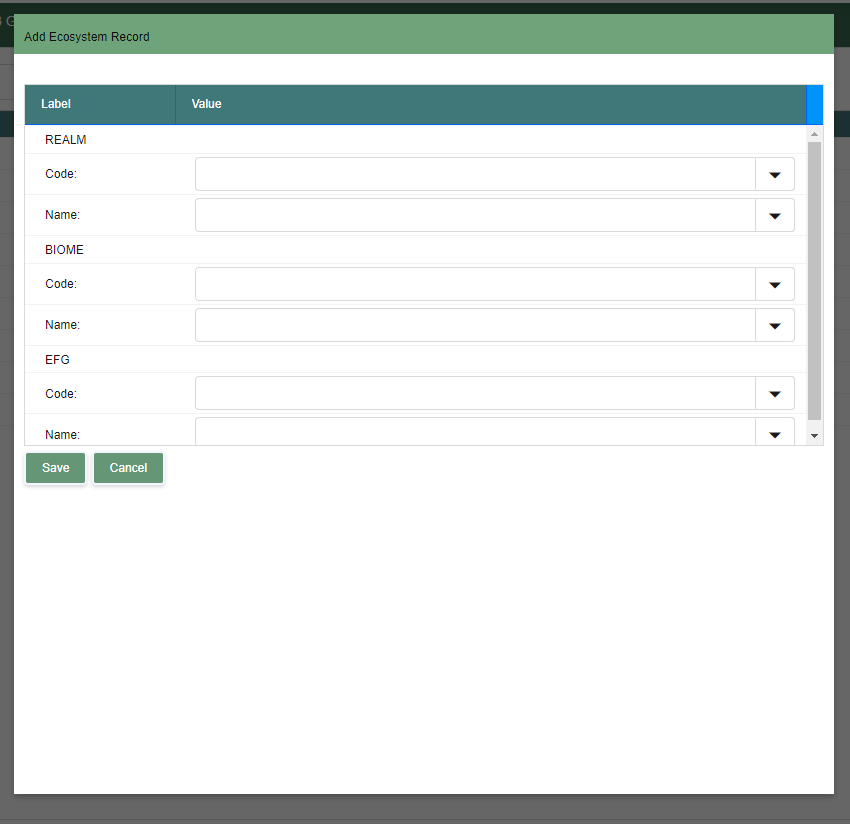 Add Ecosystem Record
Label Value
REALM
Code:
Name:
BIOME
Code:
Name:
EFG
Code:
Name:
Save Cancel